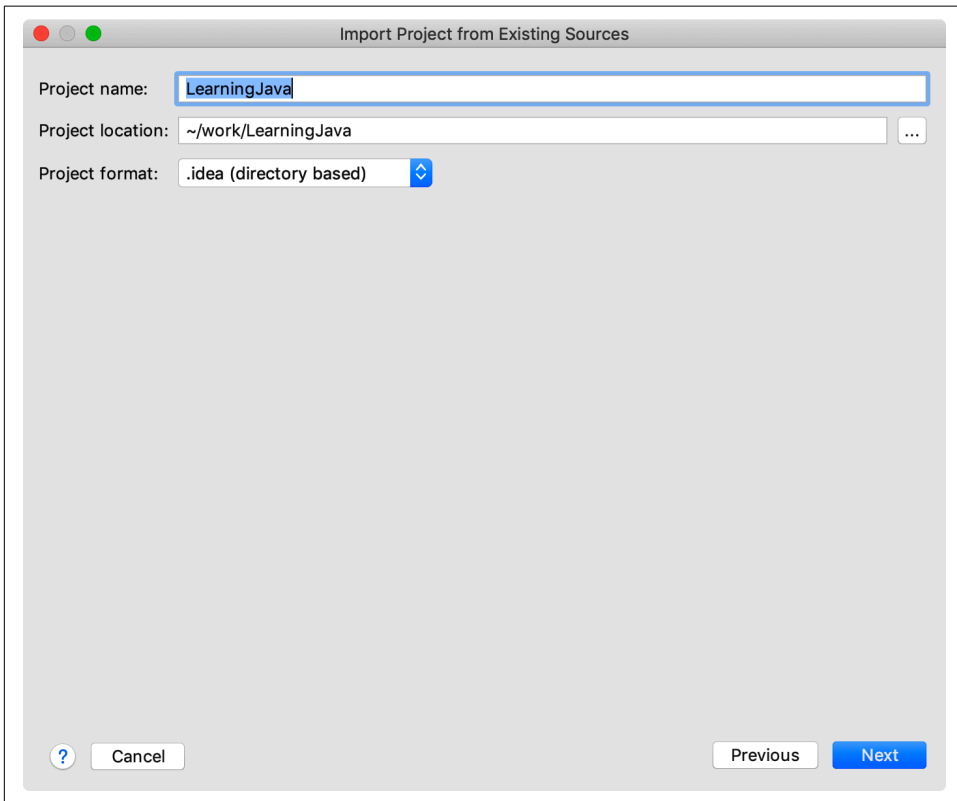 Import Project from Existing Sources
Project name: LearningJava
Project location: ~/work/LearningJava ...
Project format: .idea (directory based)
? Cancel Previous Next